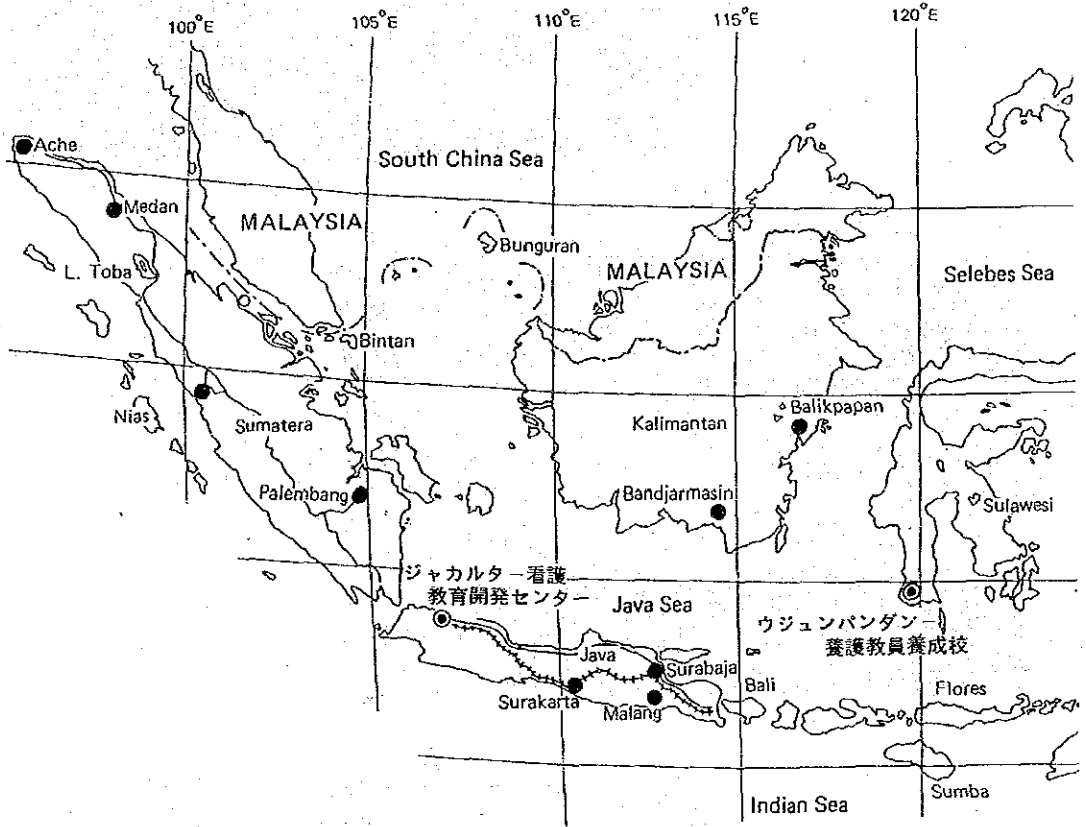 100°E
105°E
110°E
115°E
120°E
Ache
South China Sea
Medan
MALAYSIA
Bunguran
L. Toba
MALAYSIA
Selebes Sea
Bintan
Nias
Sumatera
Kalimantan
Balikpapan
Palembang
Bandjarmasin
Sulawesi
ジャカルター看護
教育開発センター
Java Sea
ウジュンパンダン－
養護教員養成校
Java
Surabaja
Surakarta
Malang
Bali
Flores
Sumba
Indian Sea